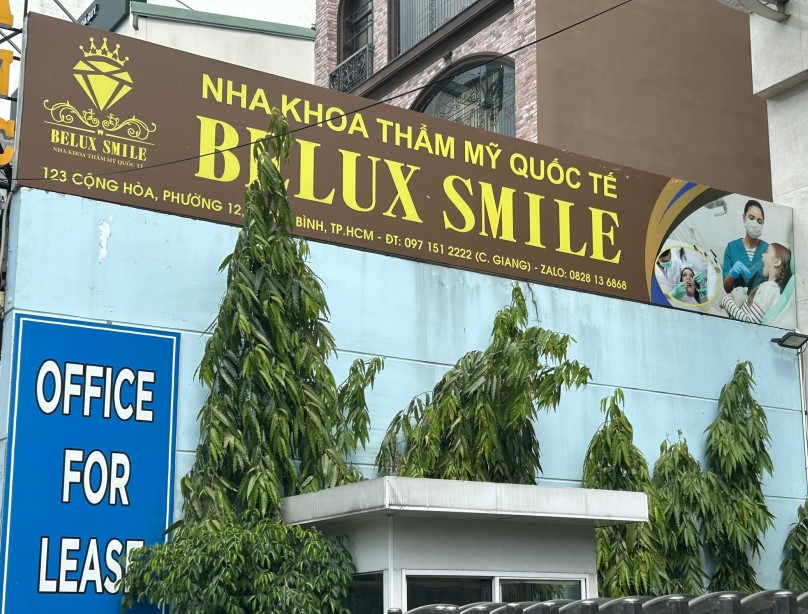 BELUX SMILE
NHA KHOA THẨM MỸ QUỐC TẾ
NHA KHOA THẨM MỸ QUỐC TẾ
BELUX SMILE
123 CỘNG HÒA, PHƯỜNG 12, BÌNH, TP.HCM - ĐT: 097 151 2222 (C. GIANG) - ZALO: 0828 13 6868
OFFICE
FOR
LEASE